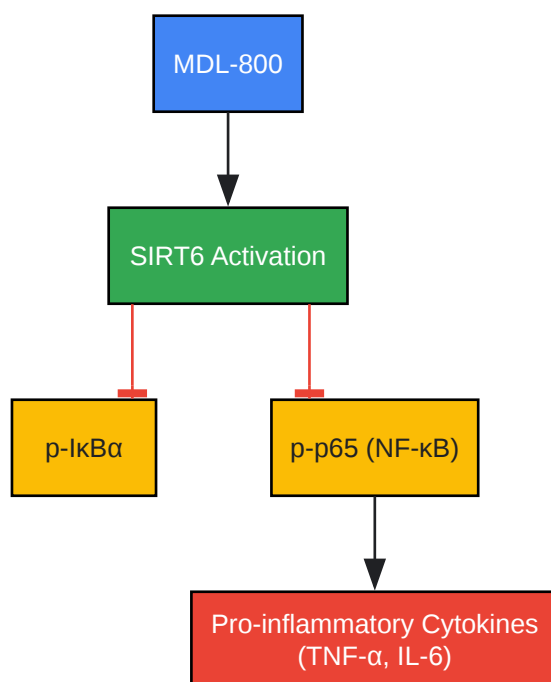 MDL-800
SIRT6 Activation
p-IκBα
p-p65 (NF-κB)
Pro-inflammatory Cytokines
(TNF-α, IL-6)